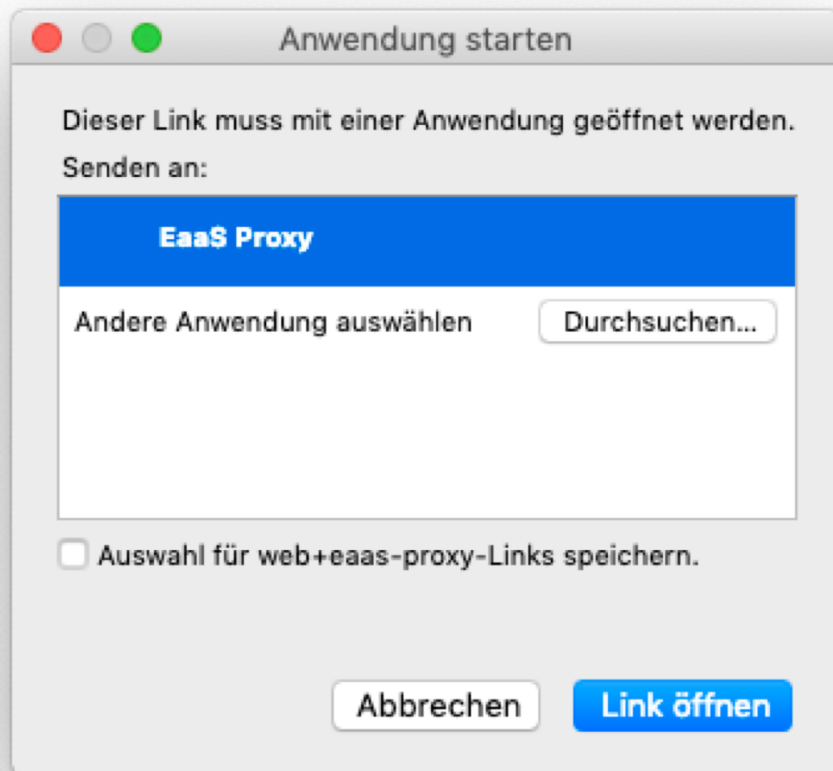 Anwendung starten
Dieser Link muss mit einer Anwendung geöffnet werden.
Senden an:
EaaS Proxy
Andere Anwendung auswählen Durchsuchen...
Auswahl für web+eaas-proxy-Links speichern.
Abbrechen Link öffnen